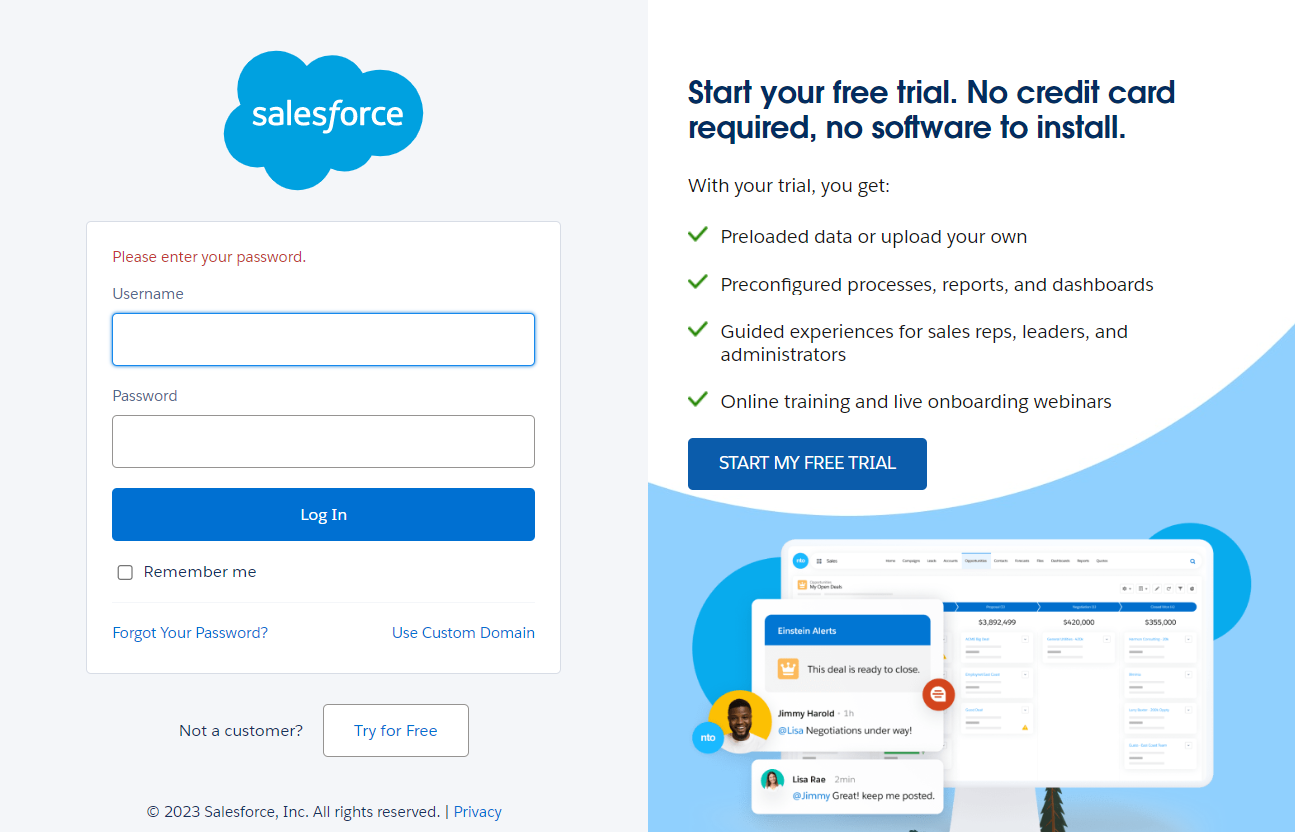 salesforce
Please enter your password.
Username
Password
Log In
Remember me
Forgot Your Password?
Use Custom Domain
Not a customer?
Try for Free
© 2023 Salesforce, Inc. All rights reserved. | Privacy
Start your free trial. No credit card
required, no software to install.
With your trial, you get:
Preloaded data or upload your own
Preconfigured processes, reports, and dashboards
Guided experiences for sales reps, leaders, and
administrators
Online training and live onboarding webinars
START MY FREE TRIAL
nto
Sales
Home Campaigns Leads Accounts Opportunities Contacts Forecasts Files Dashboards Reports Quotes
Opportunities
My Open Deals
$3,892,499
$420,000
$355,000
Einstein Alerts
This deal is ready to close.
Jimmy Harold · 1h
@Lisa Negotiations under way!
nto
Lisa Rae 2min
@Jimmy Great! keep me posted.